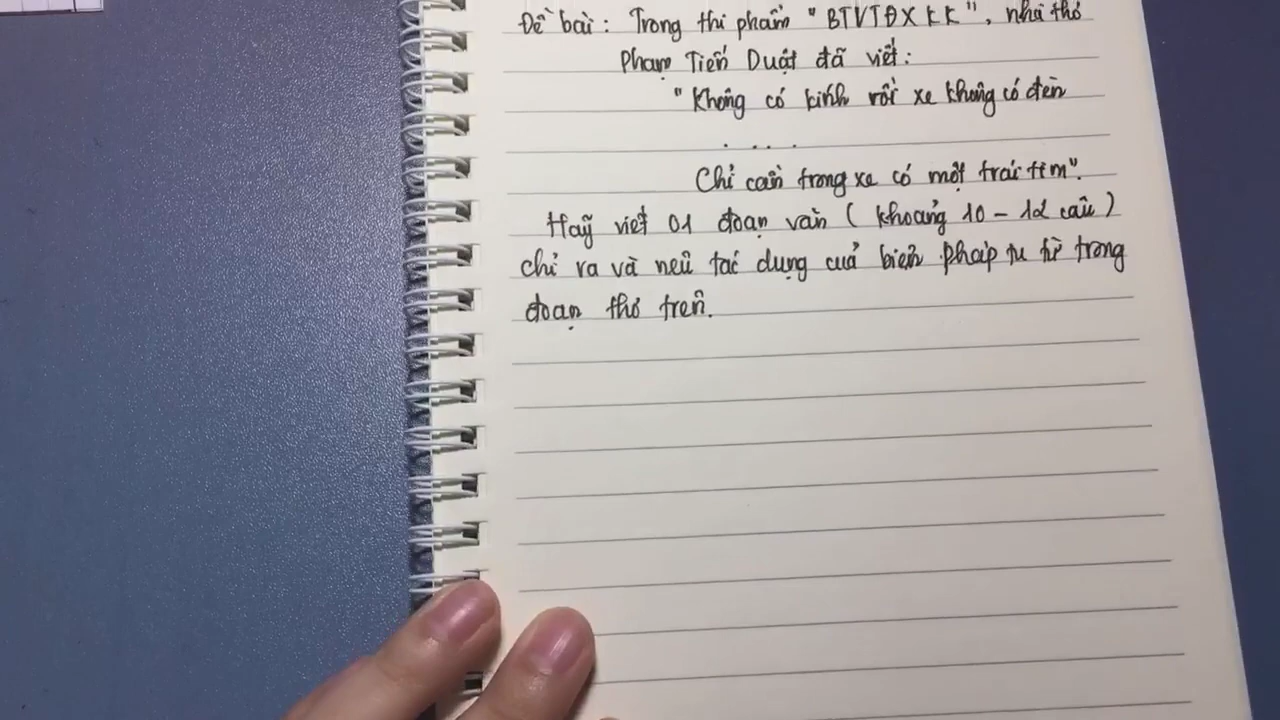 Đề bài: Trong thi phẩm "BTVTĐXKK", nhà thơ
Phạm Tiến Duật đã viết:
"Không có kính rồi xe không có đèn
....
Chỉ cần trong xe có một trái tim".
Hãy viết 01 đoạn văn (khoảng 10 - 12 câu)
chỉ ra và nêu tác dụng của biện pháp tu từ trong
đoạn thơ trên.